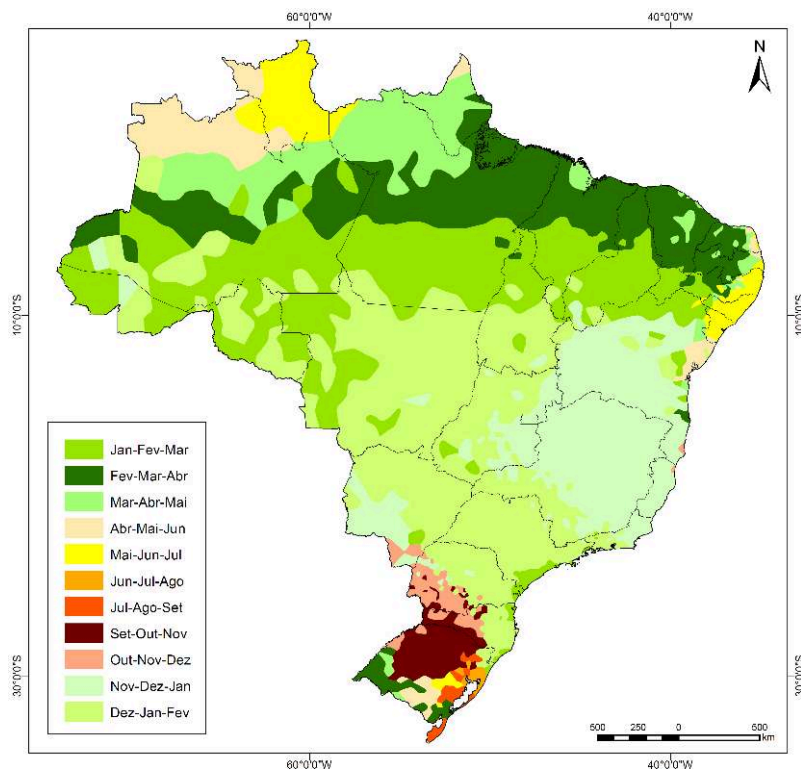 60°0'0"W 40°0'0"W
N
10°0'0"S 10°0'0"S
Jan-Fev-Mar
Fev-Mar-Abr
Mar-Abr-Mai
Abr-Mai-Jun
Mai-Jun-Jul
Jun-Jul-Ago
Jul-Ago-Set
Set-Out-Nov
Out-Nov-Dez
Nov-Dez-Jan
Dez-Jan-Fev
30°0'0"S 30°0'0"S
500 250 0 500
km
60°0'0"W 40°0'0"W